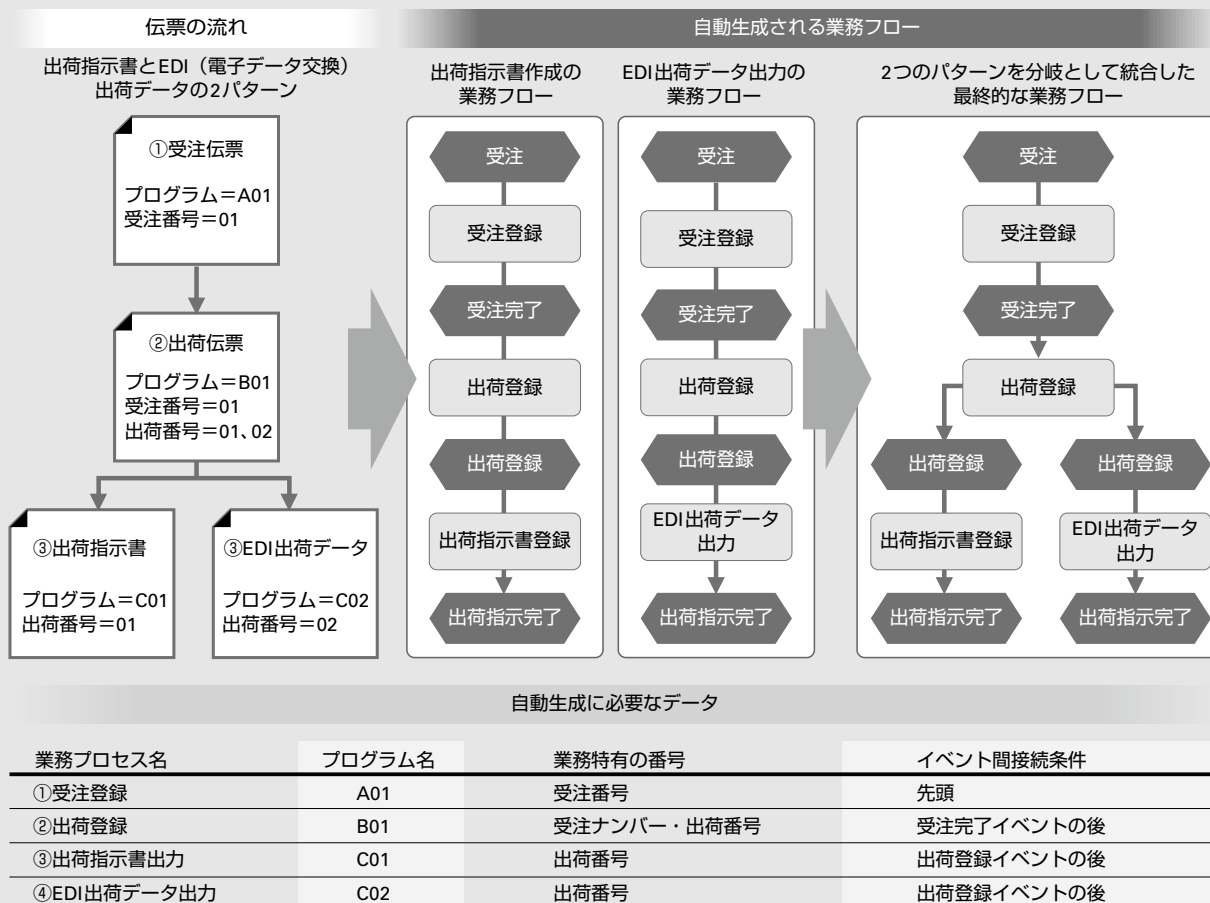 伝票の流れ
出荷指示書とEDI（電子データ交換）
出荷データの2パターン
①受注伝票
プログラム＝A01
受注番号＝01
②出荷伝票
プログラム＝B01
受注番号＝01
出荷番号＝01、02
③出荷指示書
プログラム＝C01
出荷番号＝01
③EDI出荷データ
プログラム＝C02
出荷番号＝02
自動生成される業務フロー
出荷指示書作成の
業務フロー
受注
受注登録
受注完了
出荷登録
出荷登録
出荷指示書登録
出荷指示完了
EDI出荷データ出力の
業務フロー
受注
受注登録
受注完了
出荷登録
出荷登録
EDI出荷データ
出力
出荷指示完了
2つのパターンを分岐として統合した
最終的な業務フロー
受注
受注登録
受注完了
出荷登録
出荷登録
出荷指示書登録
出荷指示完了
出荷登録
EDI出荷データ
出力
出荷指示完了
自動生成に必要なデータ
業務プロセス名 プログラム名 業務特有の番号 イベント間接続条件
①受注登録 A01 受注番号 先頭
②出荷登録 B01 受注ナンバー・出荷番号 受注完了イベントの後
③出荷指示書出力 C01 出荷番号 出荷登録イベントの後
④EDI出荷データ出力 C02 出荷番号 出荷登録イベントの後